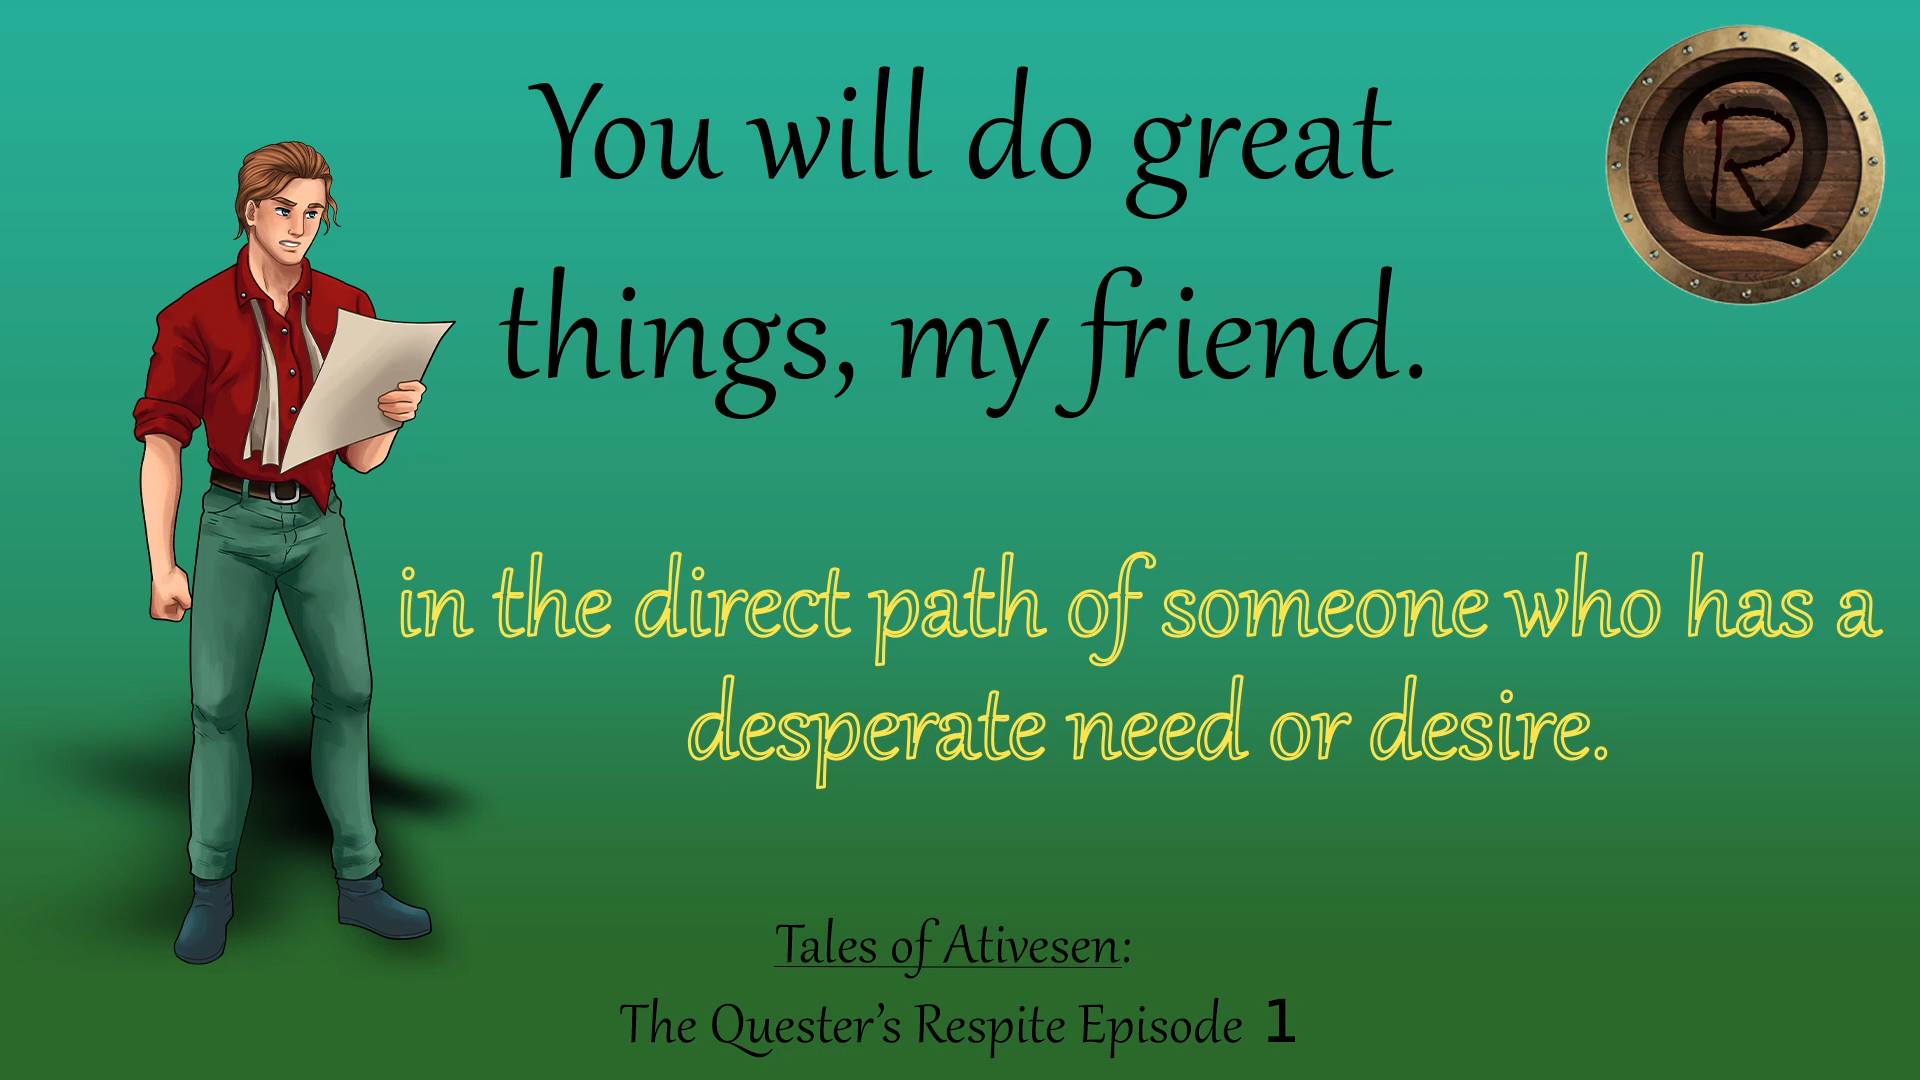 You will do great
things, my friend.
in the direct path of someone who has a
desperate need or desire.
Tales of Ativesen:
The Quester’s Respite Episode 1
QR